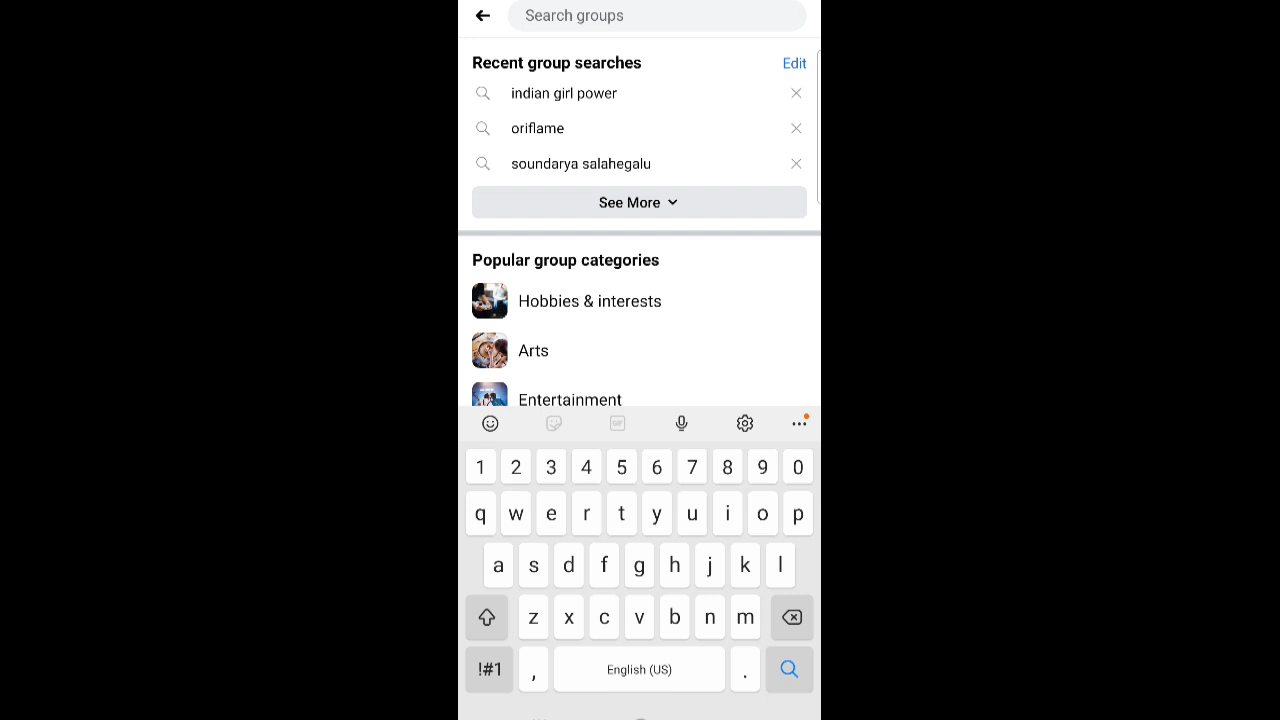 Search groups
Recent group searches Edit
indian girl power
oriflame
soundarya salahegalu
See More
Popular group categories
Hobbies & interests
Arts
Entertainment
GIF
1 2 3 4 5 6 7 8 9 0
q w e r t y u i o p
a s d f g h j k l
z x c v b n m
!#1 , English (US) .